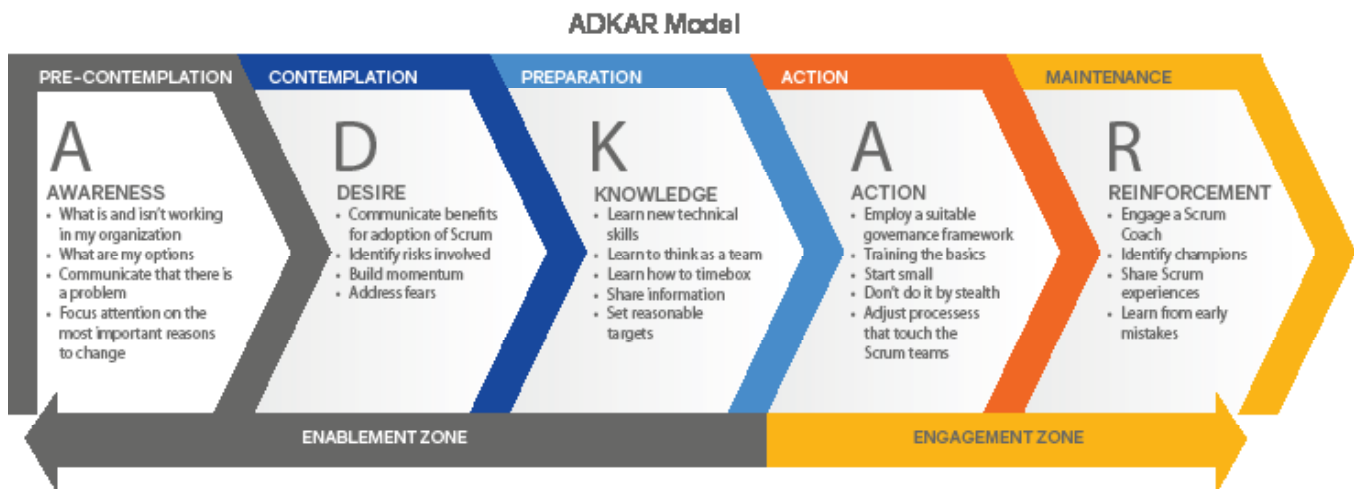 ADKAR Model
PRE-CONTEMPLATION
A
AWARENESS
• What is and isn't working
in my organization
• What are my options
• Communicate that there is
a problem
• Focus attention on the
most important reasons
to change
CONTEMPLATION
D
DESIRE
• Communicate benefits
for adoption of Scrum
• Identify risks involved
• Build momentum
• Address fears
PREPARATION
K
KNOWLEDGE
• Learn new technical
skills
• Learn to think as a team
• Learn how to timebox
• Share information
• Set reasonable
targets
ACTION
A
ACTION
• Employ a suitable
governance framework
• Training the basics
• Start small
• Don't do it by stealth
• Adjust processess
that touch the
Scrum teams
MAINTENANCE
R
REINFORCEMENT
• Engage a Scrum
Coach
• Identify champions
• Share Scrum
experiences
• Learn from early
mistakes
ENABLEMENT ZONE
ENGAGEMENT ZONE